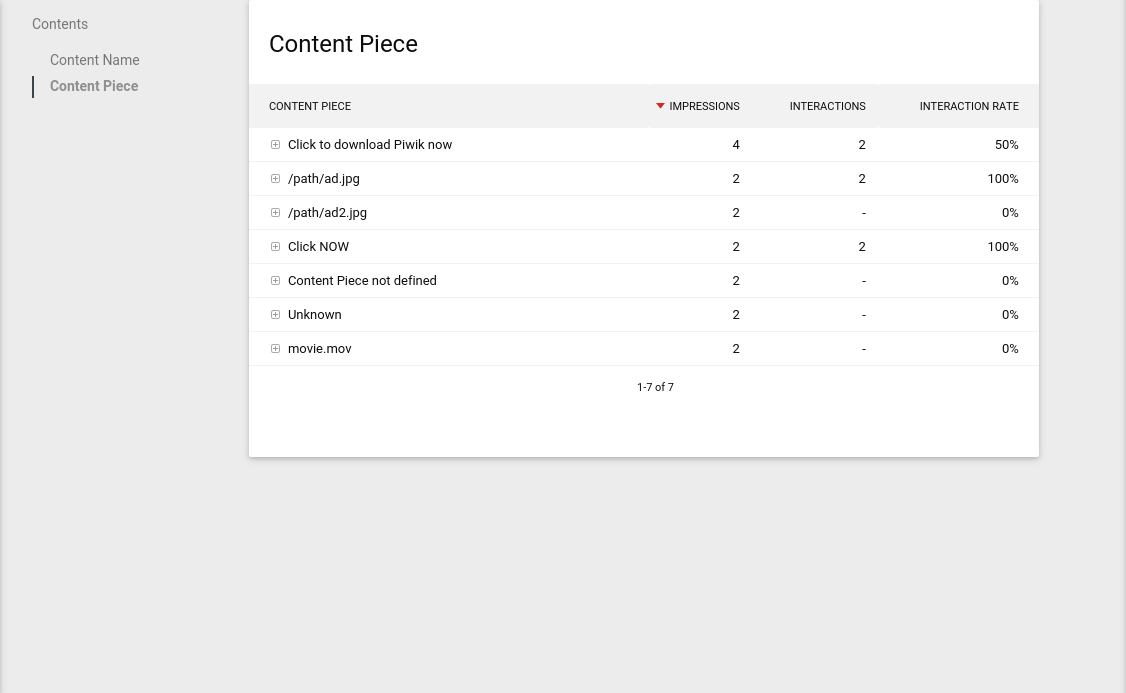 Contents
Content Name
Content Piece
Content Piece
CONTENT PIECE IMPRESSIONS INTERACTIONS INTERACTION RATE
Click to download Piwik now 4 2 50%
/path/ad.jpg 2 2 100%
/path/ad2.jpg 2 - 0%
Click NOW 2 2 100%
Content Piece not defined 2 - 0%
Unknown 2 - 0%
movie.mov 2 - 0%
1-7 of 7